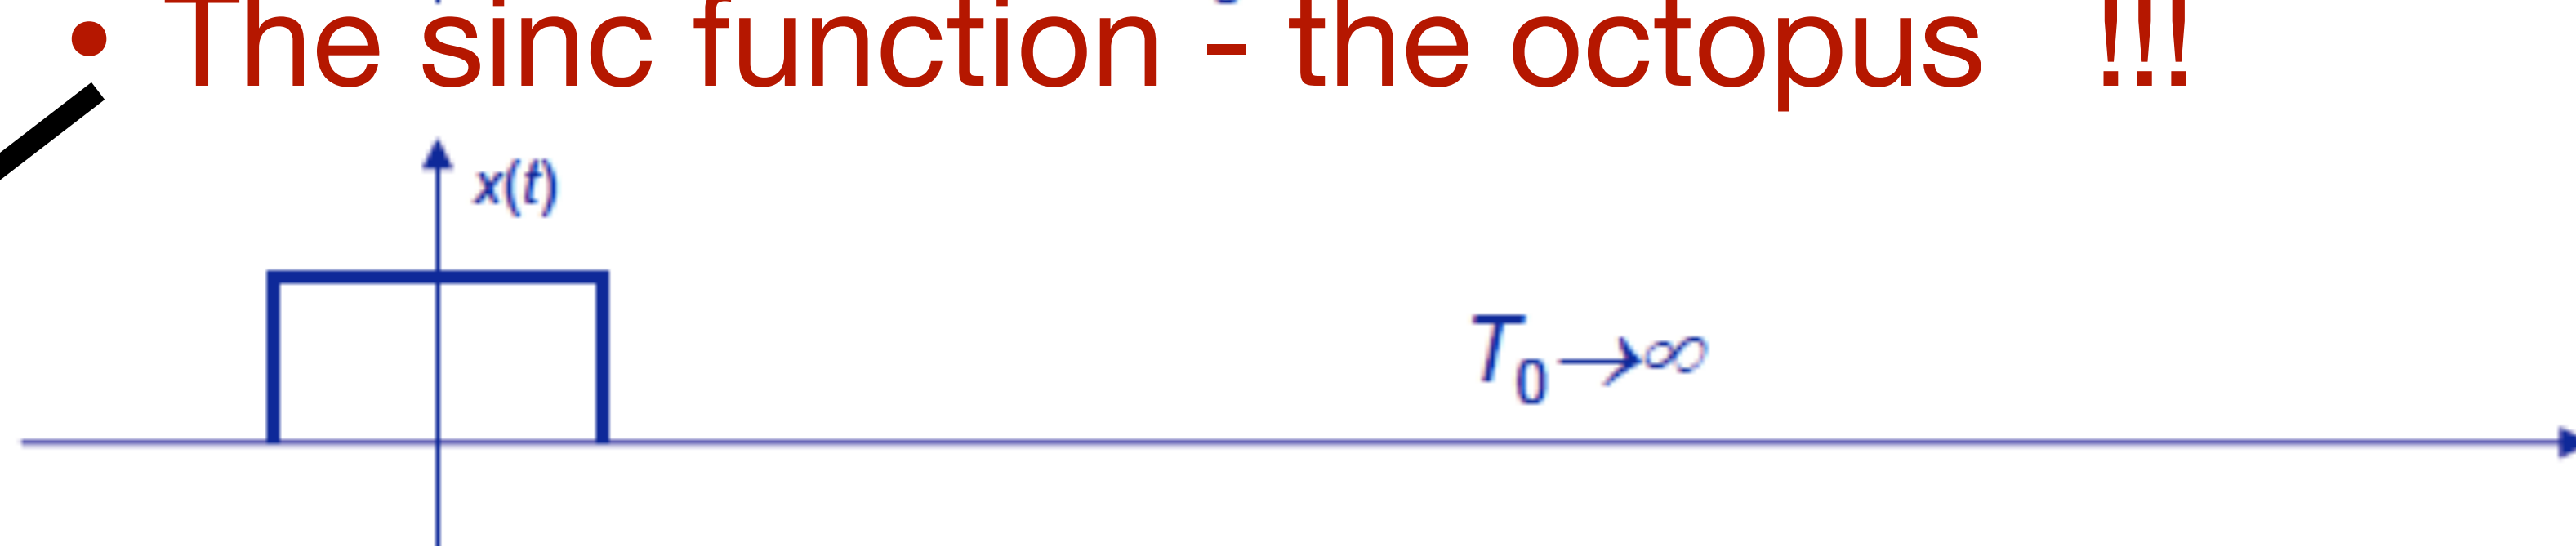 • The sinc function - the octopus !!!
x(t)
T₀→∞